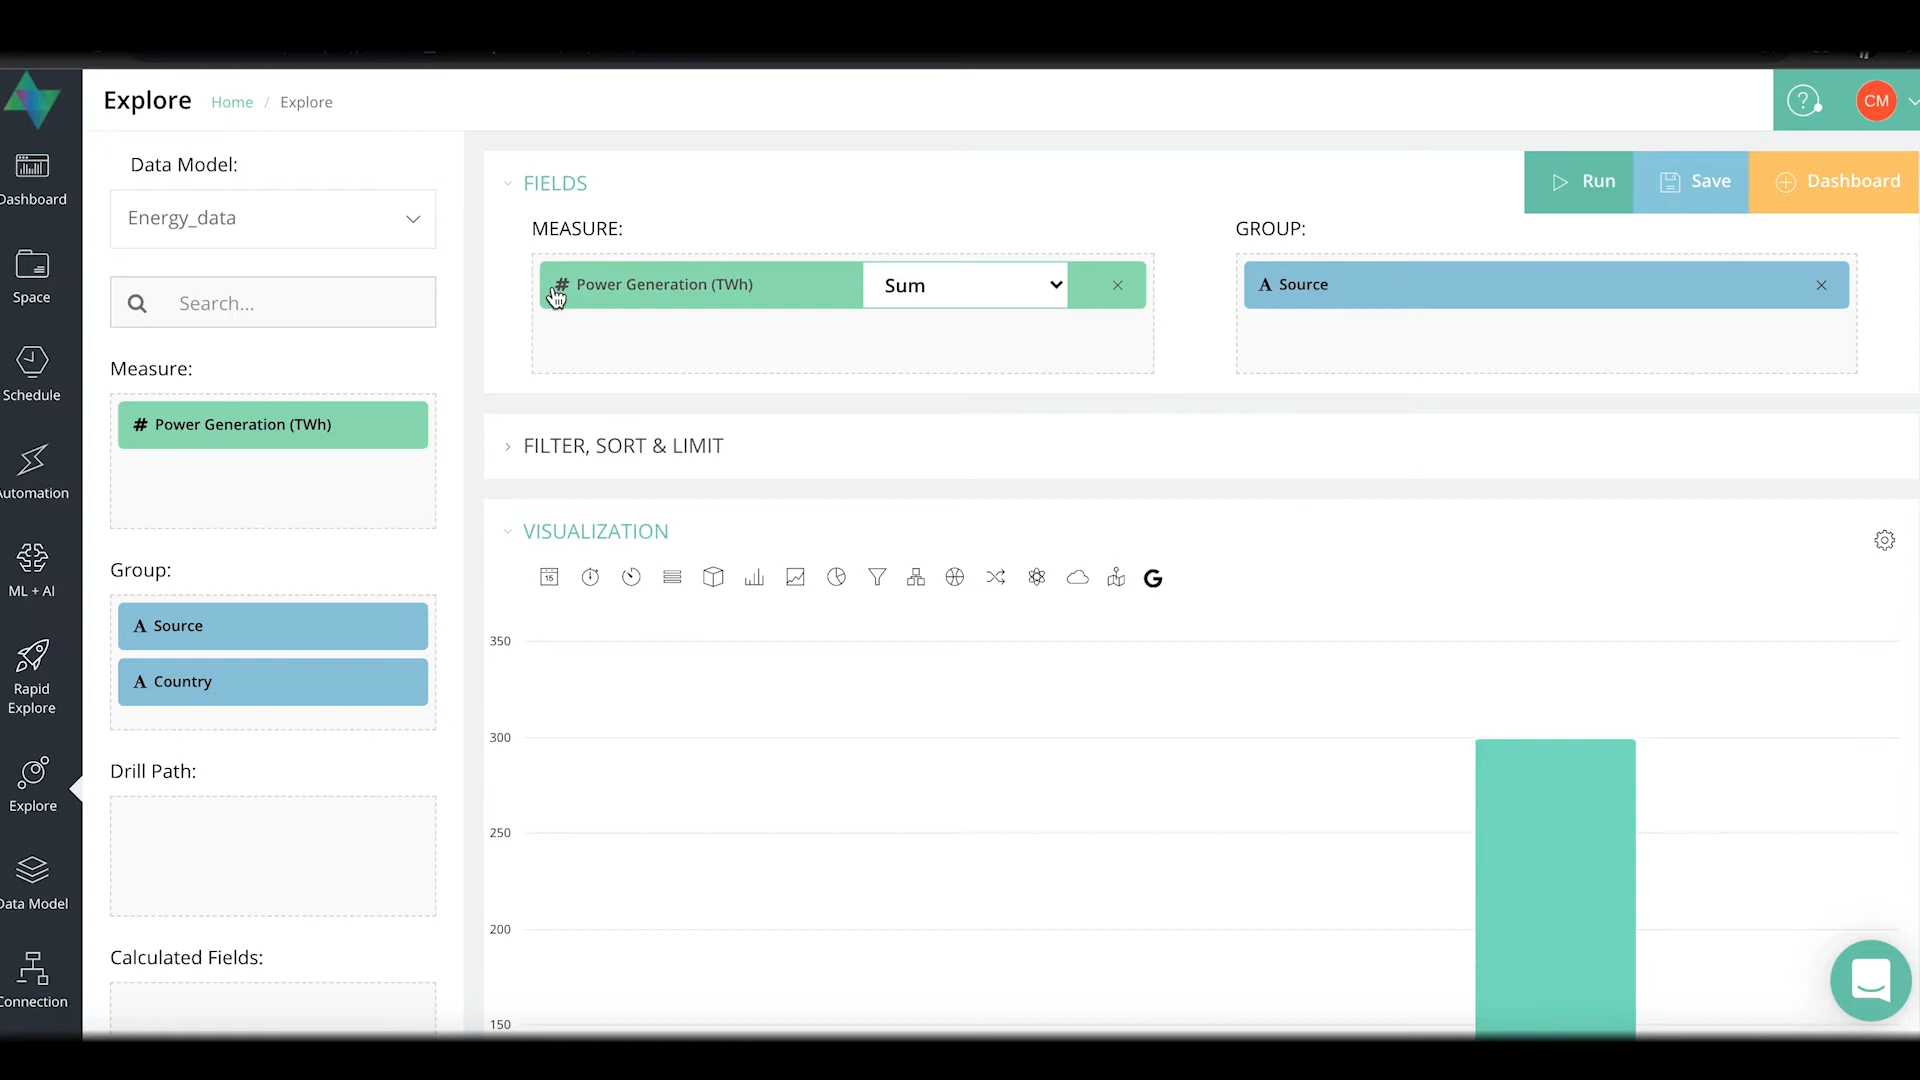 Explore
Home / Explore
?
CM
Dashboard
Space
Schedule
Automation
ML + AI
Rapid
Explore
Explore
Data Model
Connection
Data Model:
Energy_data
Search...
Measure:
# Power Generation (TWh)
Group:
A Source
A Country
Drill Path:
Calculated Fields:
FIELDS
Run
Save
Dashboard
MEASURE:
# Power Generation (TWh)
Sum
GROUP:
A Source
FILTER, SORT & LIMIT
VISUALIZATION
15
G
350
300
250
200
150